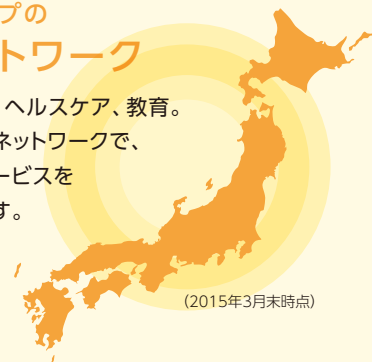 プの
トワーク
ヘルスケア、教育。
ネットワークで、
ービスを
す。
(2015年3月末時点)